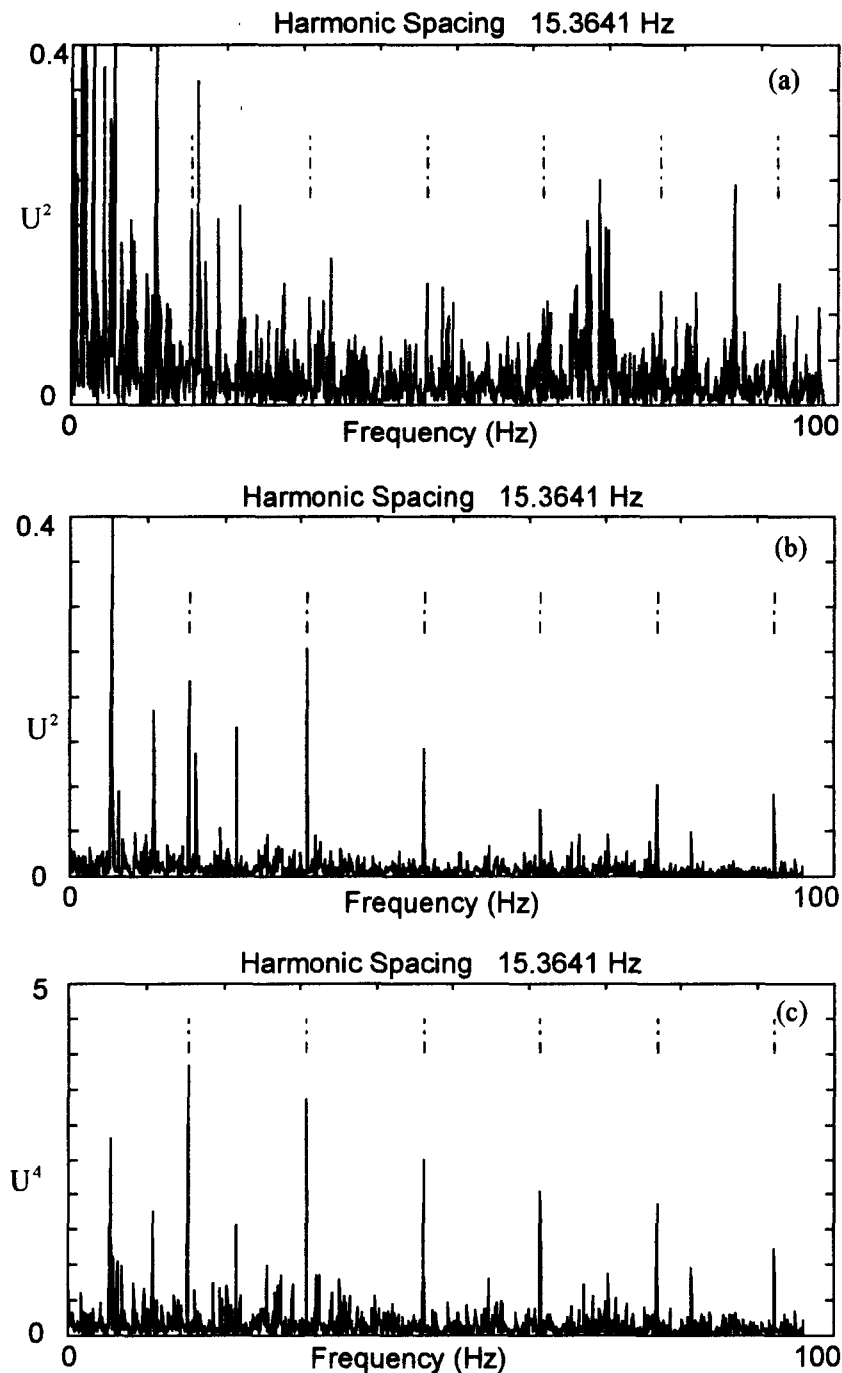 Harmonic Spacing 15.3641 Hz
0.4
(a)
U²
0
0
100
Frequency (Hz)
Harmonic Spacing 15.3641 Hz
0.4
(b)
U²
0
0
100
Frequency (Hz)
Harmonic Spacing 15.3641 Hz
5
(c)
U⁴
0
0
100
Frequency (Hz)